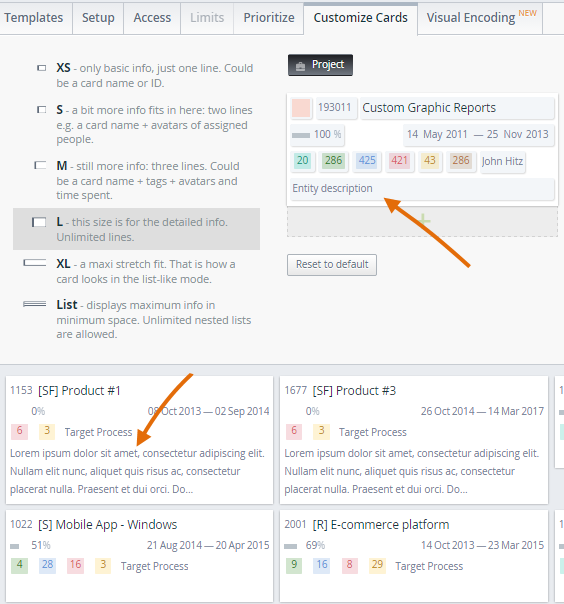 Templates Setup Access Limits Prioritize Customize Cards Visual Encoding NEW
XS - only basic info, just one line. Could
be a card name or ID.
S - a bit more info fits in here: two lines
e.g. a card name + avatars of assigned
people.
M - still more info: three lines. Could
be a card name + tags + avatars and
time spent.
L - this size is for the detailed info.
Unlimited lines.
XL - a maxi stretch fit. That is how a
card looks in the list-like mode.
List - displays maximum info in
minimum space. Unlimited nested lists
are allowed.
Project
193011 Custom Graphic Reports
100 % 14 May 2011 — 25 Nov 2013
20 286 425 421 43 286 John Hitz
Entity description
+
Reset to default
1153 [SF] Product #1
0% 08 Oct 2013 — 02 Sep 2014
6 3 Target Process
Lorem ipsum dolor sit amet, consectetur adipiscing elit.
Nullam elit nunc, aliquet quis risus ac, consectetur
placerat nulla. Praesent et dui orci. Do...
1677 [SF] Product #3
0% 26 Oct 2014 — 14 Mar 2017
6 3 Target Process
Lorem ipsum dolor sit amet, consectetur adipiscing elit.
Nullam elit nunc, aliquet quis risus ac, consectetur
placerat nulla. Praesent et dui orci. Do...
1022 [S] Mobile App - Windows
51% 21 Aug 2014 — 20 Apr 2015
4 28 16 3 Target Process
2001 [R] E-commerce platform
69% 14 Oct 2013 — 23 Mar 2015
9 16 8 29 Target Process